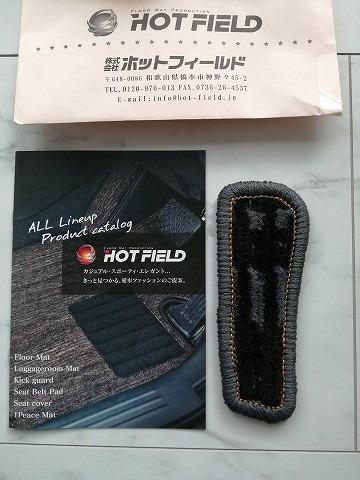 FLOOR MAT PRODUCTION
HOT FIELD
株式会社ホットフィールド
〒648-0086 和歌山県橋本市神野々45-2
TEL.0120-976-013 FAX.0736-26-4537
E-mail:info@hot-field.jp
ALL Lineup
Product catalog
FLOOR MAT PRODUCTION
HOT FIELD
カジュアル・スポーティ・エレガント...
きっと見つかる、愛車ファッションのご提案。
Floor Mat
Luggageroom Mat
Kick guard
Seat Belt Pad
Seat cover
1Peace Mat